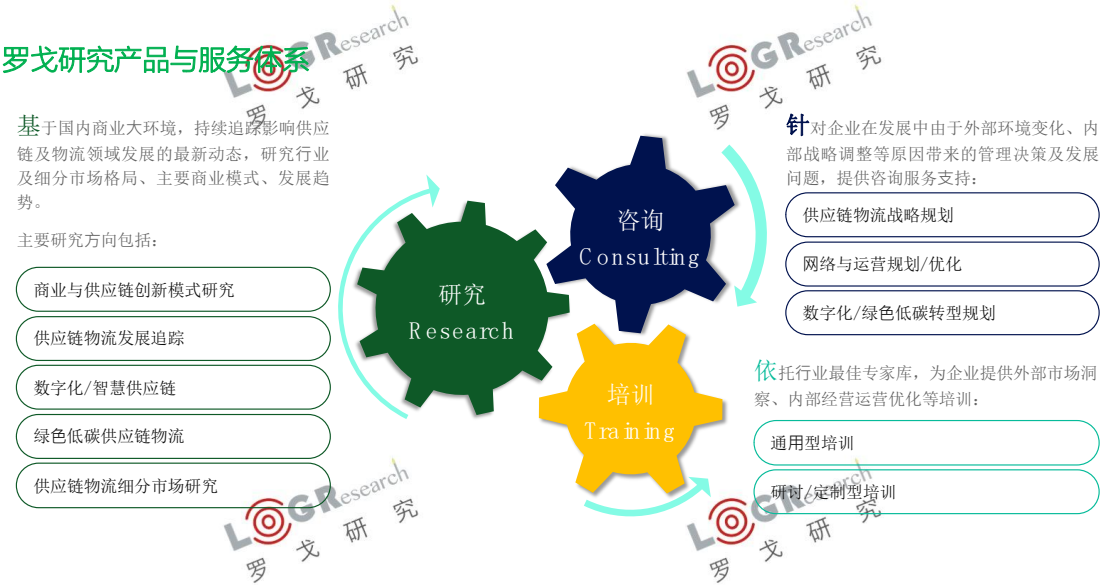 罗戈研究产品与服务体系
基于国内商业大环境，持续追踪影响供应
链及物流领域发展的最新动态，研究行业
及细分市场格局、主要商业模式、发展趋
势。
主要研究方向包括：
商业与供应链创新模式研究
供应链物流发展追踪
数字化/智慧供应链
绿色低碳供应链物流
供应链物流细分市场研究
研究
Research
咨询
Consulting
培训
Training
针对企业在发展中由于外部环境变化、内
部战略调整等原因带来的管理决策及发展
问题，提供咨询服务支持：
供应链物流战略规划
网络与运营规划/优化
数字化/绿色低碳转型规划
依托行业最佳专家库，为企业提供外部市场洞
察、内部经营运营优化等培训：
通用型培训
研讨/定制型培训
LOGResearch
罗戈研究
LOGResearch
罗戈研究
LOGResearch
罗戈研究
LOGResearch
罗戈研究